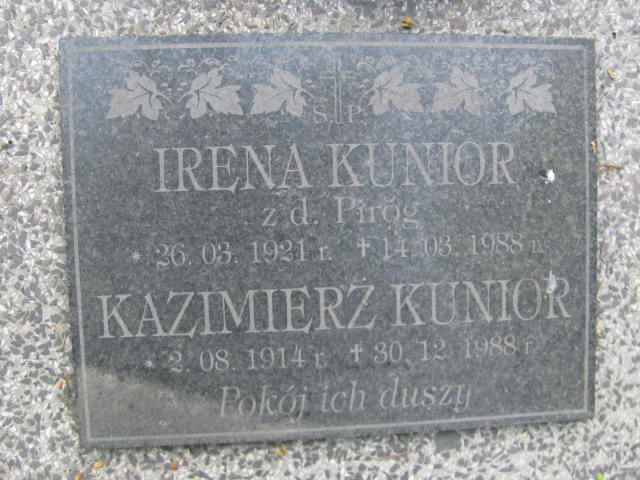 S P
IRENA KUNIOR
z d. Piróg
* 26. 03. 1921 r. ✝ 14. 03. 1988 r.
KAZIMIERZ KUNIOR
* 2. 08. 1914 r. ✝ 30. 12. 1988 r.
Pokój ich duszy